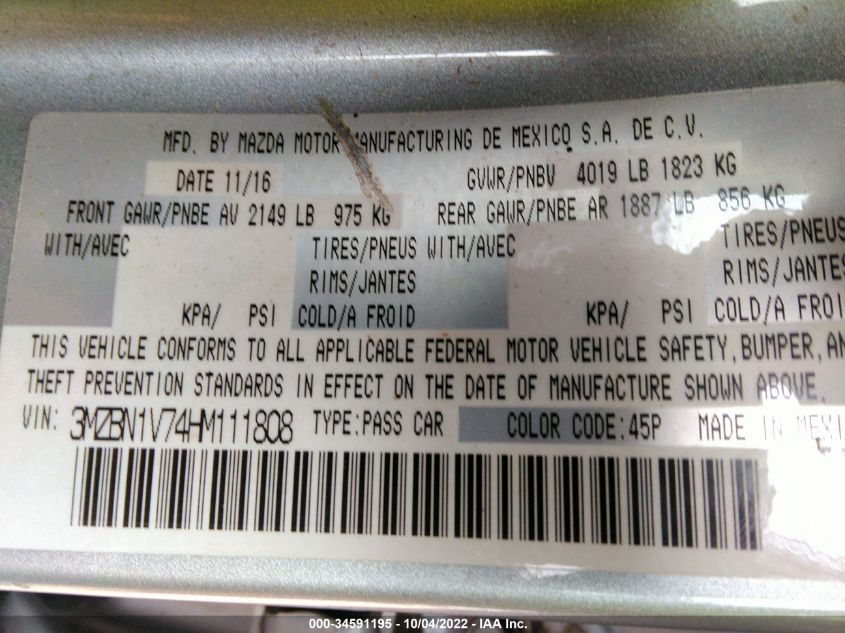 MFD. BY MAZDA MOTOR MANUFACTURING DE MEXICO S.A. DE C.V.
DATE 11/16 GVWR/PNBV 4019 LB 1823 KG
FRONT GAWR/PNBE AV 2149 LB 975 KG REAR GAWR/PNBE AR 1887 LB 856 KG
WITH/AVEC TIRES/PNEUS WITH/AVEC TIRES/PNEUS
RIMS/JANTES RIMS/JANTES
KPA/ PSI COLD/A FROID KPA/ PSI COLD/A FROI
THIS VEHICLE CONFORMS TO ALL APPLICABLE FEDERAL MOTOR VEHICLE SAFETY, BUMPER, AN
THEFT PREVENTION STANDARDS IN EFFECT ON THE DATE OF MANUFACTURE SHOWN ABOVE.
VIN: 3MZBN1V74HM111808 TYPE:PASS CAR COLOR CODE:45P MADE IN MEXI
000-34591195 - 10/04/2022 - IAA Inc.